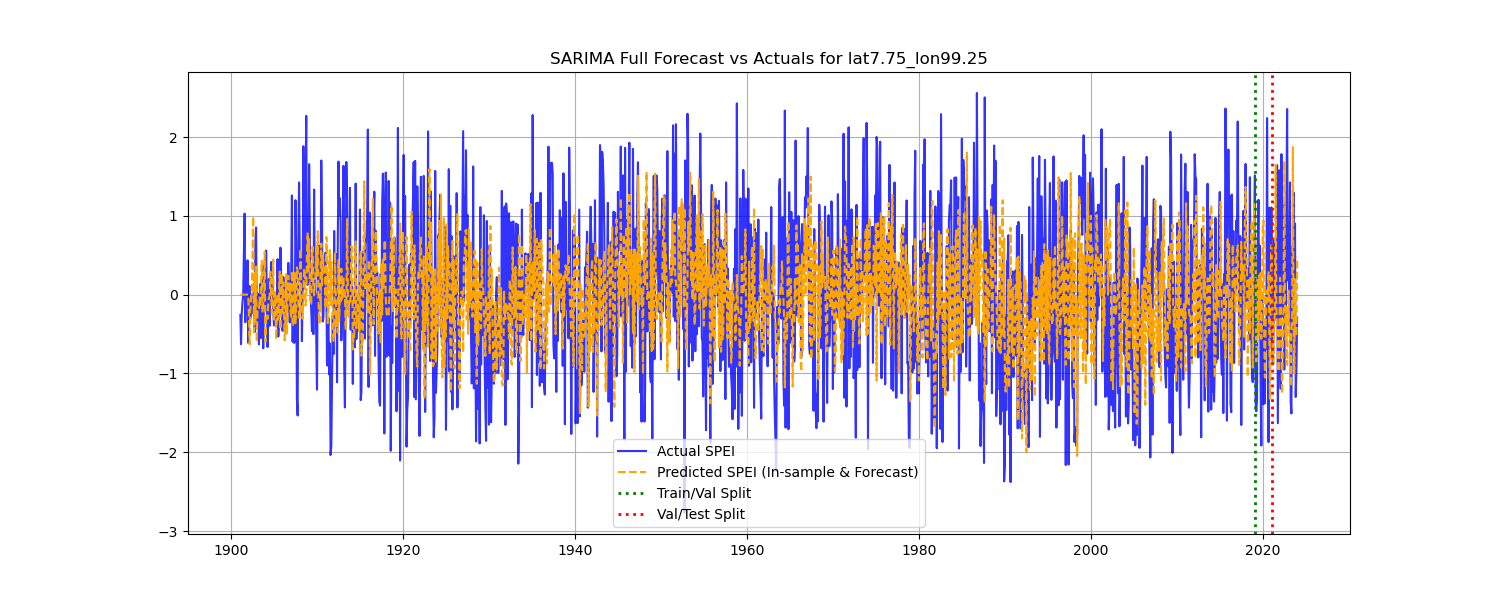 SARIMA Full Forecast vs Actuals for lat7.75_lon99.25
2
1
0
−1
−2
−3
Actual SPEI
Predicted SPEI (In-sample & Forecast)
Train/Val Split
Val/Test Split
1900 1920 1940 1960 1980 2000 2020